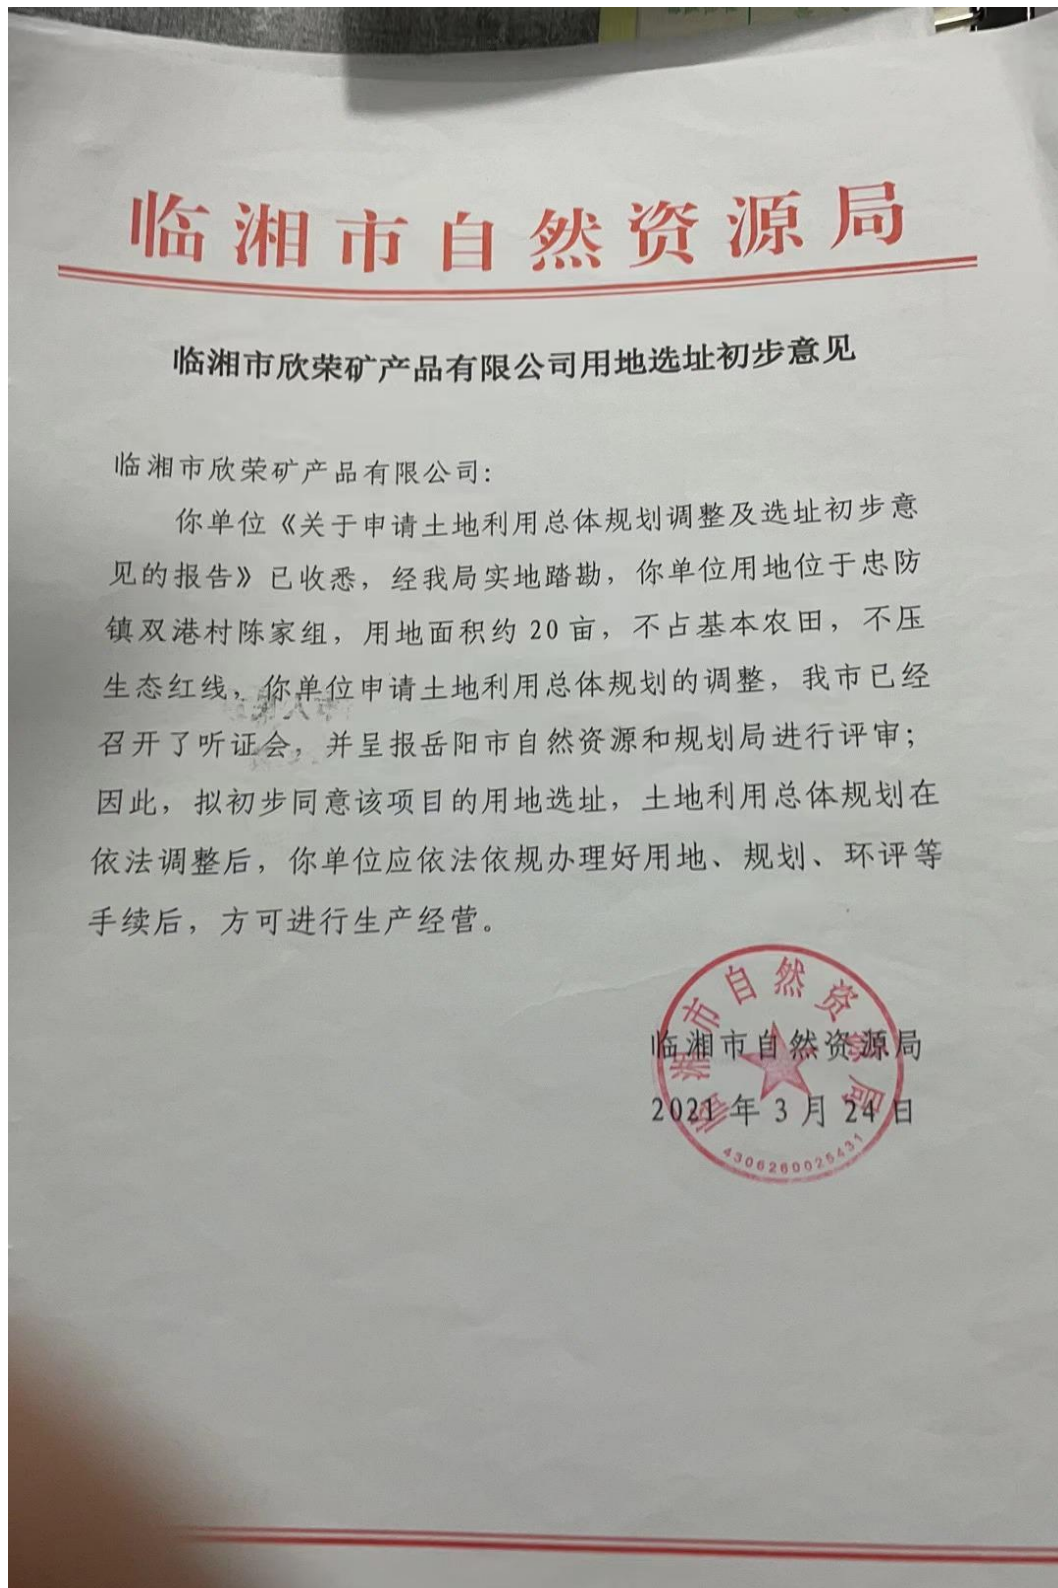 临湘市自然资源局
临湘市欣荣矿产品有限公司用地选址初步意见
临湘市欣荣矿产品有限公司:
你单位《关于申请土地利用总体规划调整及选址初步意
见的报告》已收悉，经我局实地踏勘，你单位用地位于忠防
镇双港村陈家组，用地面积约20亩，不占基本农田，不压
生态红线，你单位申请土地利用总体规划的调整，我市已经
召开了听证会，并呈报岳阳市自然资源和规划局进行评审；
因此，拟初步同意该项目的用地选址，土地利用总体规划在
依法调整后，你单位应依法依规办理好用地、规划、环评等
手续后，方可进行生产经营。
临湘市自然资源局
2021年3月24日
临湘市自然资源局
4306260025431